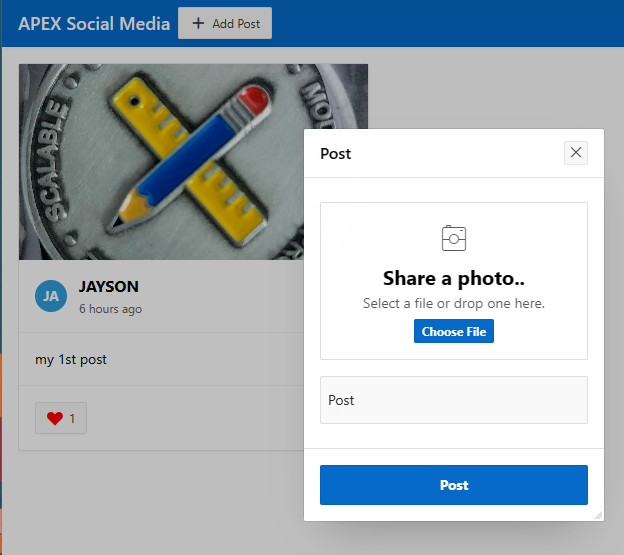 APEX Social Media
Add Post
SCALABLE
JA
JAYSON
6 hours ago
my 1st post
1
Post
Share a photo..
Select a file or drop one here.
Choose File
Post
Post